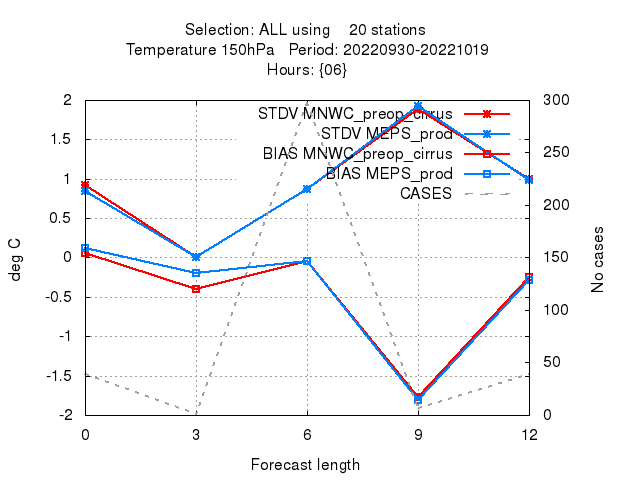 Selection: ALL using    20 stations
Temperature 150hPa   Period: 20220930-20221019
Hours: {06}
STDV MNWC_preop_cirrus
STDV MEPS_prod
BIAS MNWC_preop_cirrus
BIAS MEPS_prod
CASES
2
1.5
1
0.5
0
-0.5
-1
-1.5
-2
deg C
300
250
200
150
100
50
0
No cases
0 3 6 9 12
Forecast length